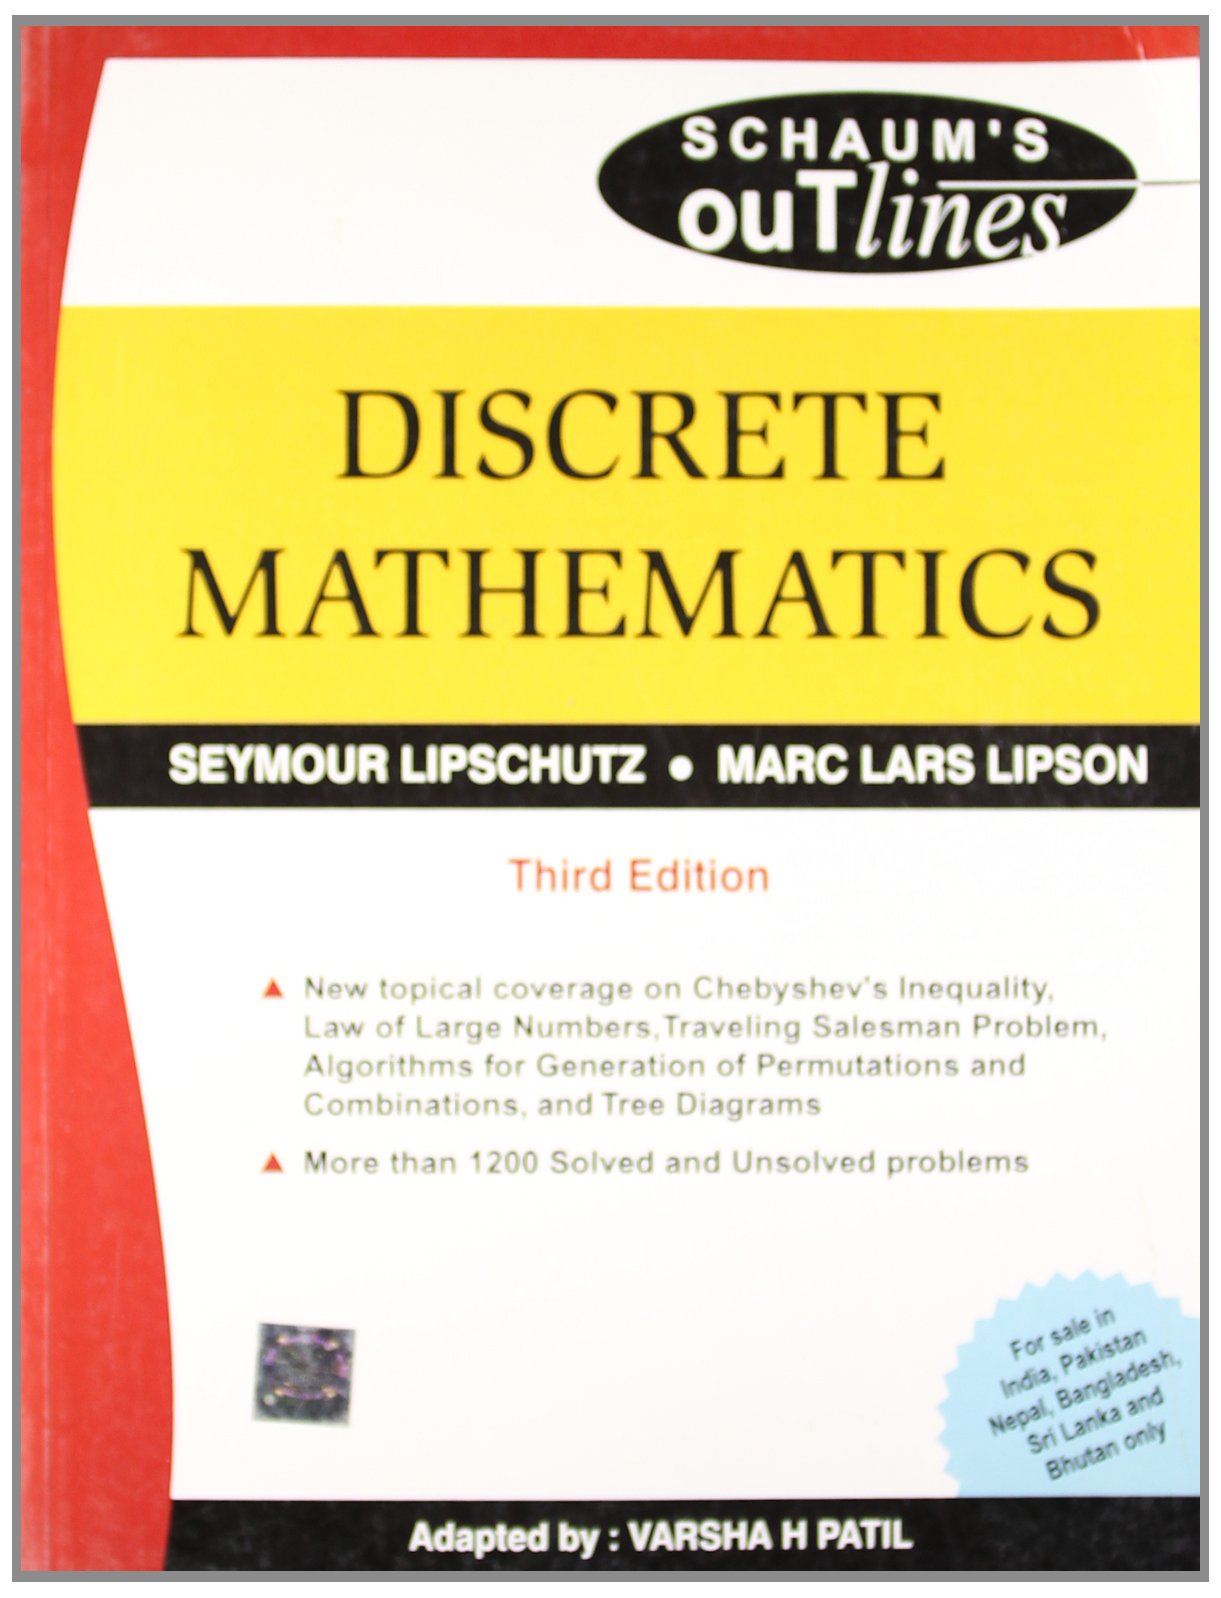 SCHAUM'S
ouTlines
DISCRETE
MATHEMATICS
SEYMOUR LIPSCHUTZ ● MARC LARS LIPSON
Third Edition
▲ New topical coverage on Chebyshev's Inequality,
Law of Large Numbers, Traveling Salesman Problem,
Algorithms for Generation of Permutations and
Combinations, and Tree Diagrams
▲ More than 1200 Solved and Unsolved problems
For sale in
India, Pakistan
Nepal, Bangladesh,
Sri Lanka and
Bhutan only
Adapted by : VARSHA H PATIL